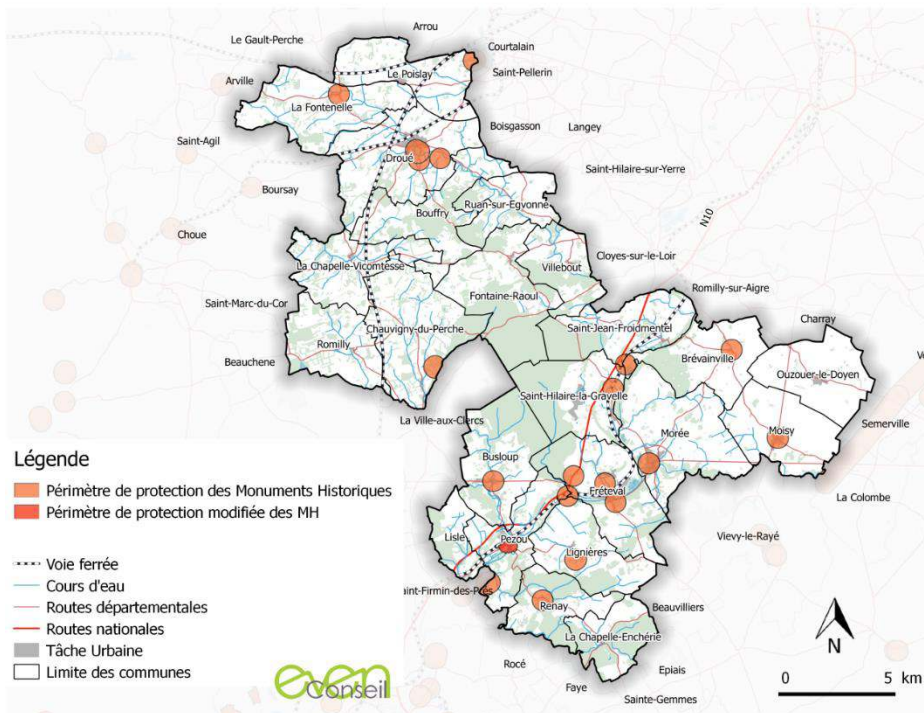 Arrou
Le Gault-Perche
Courtalain
Le Poislay
Saint-Pellerin
Arville
La Fontenelle
Boisgasson
Langey
Saint-Agil
Droué
Saint-Hilaire-sur-Yerre
Boursay
Ruan-sur-Egvonne
Bouffry
N10
Choue
Cloyes-sur-le-Loir
La Chapelle-Vicomtesse
Villebout
Romilly-sur-Aigre
Fontaine-Raoul
Saint-Marc-du-Cor
Charray
Chauvigny-du-Perche
Saint-Jean-Froidmentel
Romilly
Brévainville
Beauchene
Ouzouer-le-Doyen
Saint-Hilaire-la-Gravelle
La Ville-aux-Clercs
Semerville
Morée
Moisy
Légende
Busloup
Périmètre de protection des Monuments Historiques
Fréteval
La Colombe
Périmètre de protection modifiée des MH
Lisle
Pezou
Vievy-le-Rayé
Lignières
Voie ferrée
Cours d'eau
aint-Firmin-des-Prés
Routes départementales
Renay
Beauvilliers
Routes nationales
La Chapelle-Enchérie
Tâche Urbaine
Rocé
Epiais
N
Limite des communes
even
Conseil
Faye
0 5 km
Sainte-Gemmes